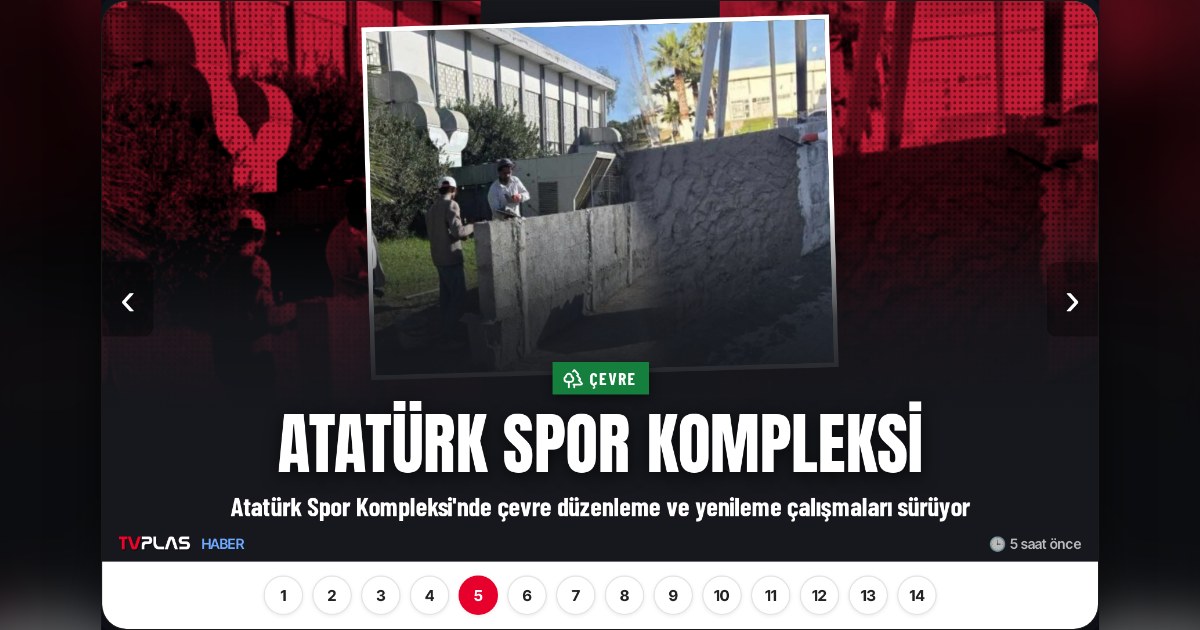 ÇEVRE
ATATÜRK SPOR KOMPLEKSİ
Atatürk Spor Kompleksi'nde çevre düzenleme ve yenileme çalışmaları sürüyor
TVPLAS HABER
5 saat önce
1 2 3 4 5 6 7 8 9 10 11 12 13 14